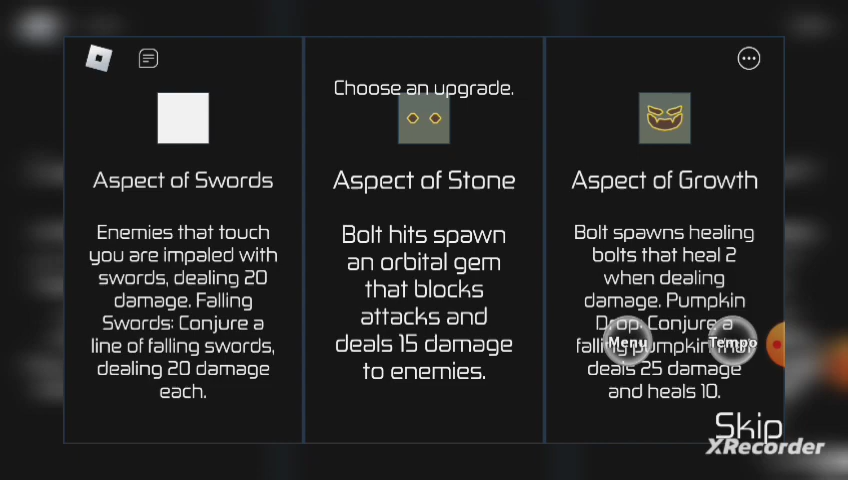 Choose an upgrade.
Aspect of Swords
Enemies that touch
you are impaled with
swords, dealing 20
damage. Falling
Swords: Conjure a
line of falling swords,
dealing 20 damage
each.
Aspect of Stone
Bolt hits spawn
an orbital gem
that blocks
attacks and
deals 15 damage
to enemies.
Aspect of Growth
Bolt spawns healing
bolts that heal 2
when dealing
damage. Pumpkin
Drop: Conjure a
falling pumpkin that
deals 25 damage
and heals 10.
Menu
Tempo
Skip
XRecorder